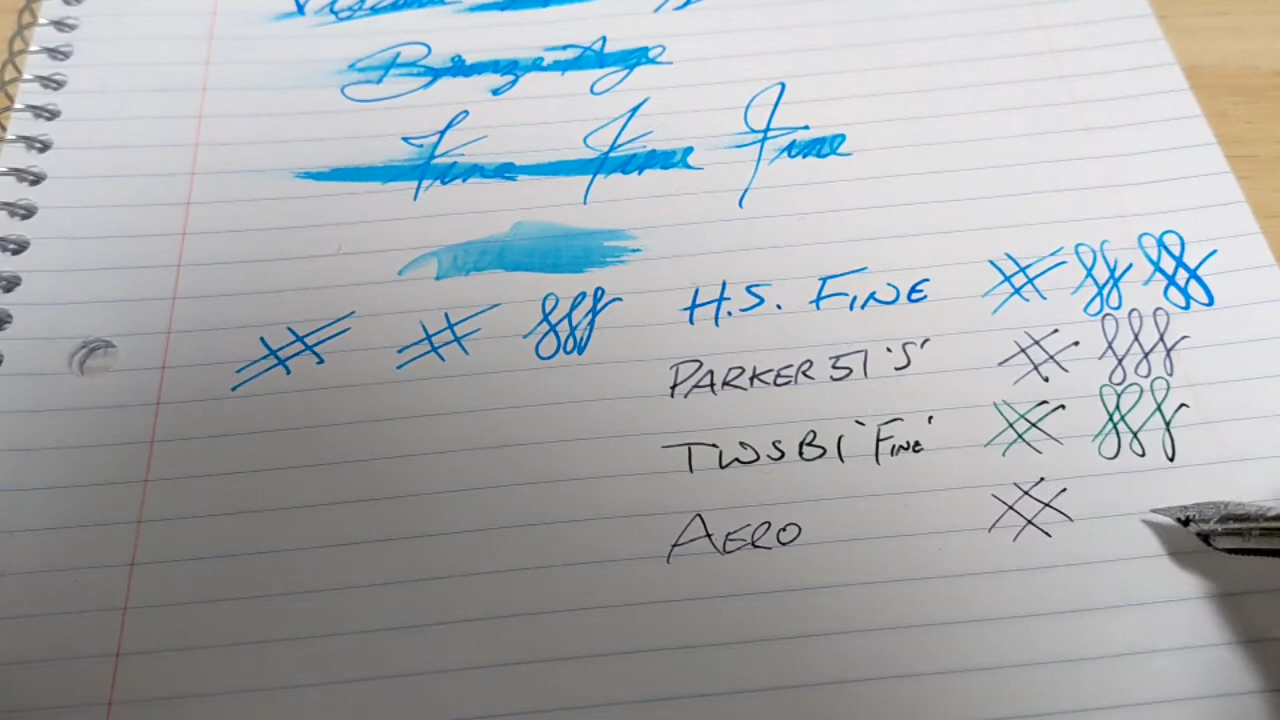 Bronze Age
Fine Fine Fine
H.S. FINE
PARKER 51 'S'
TWSBI 'FINE'
AERO